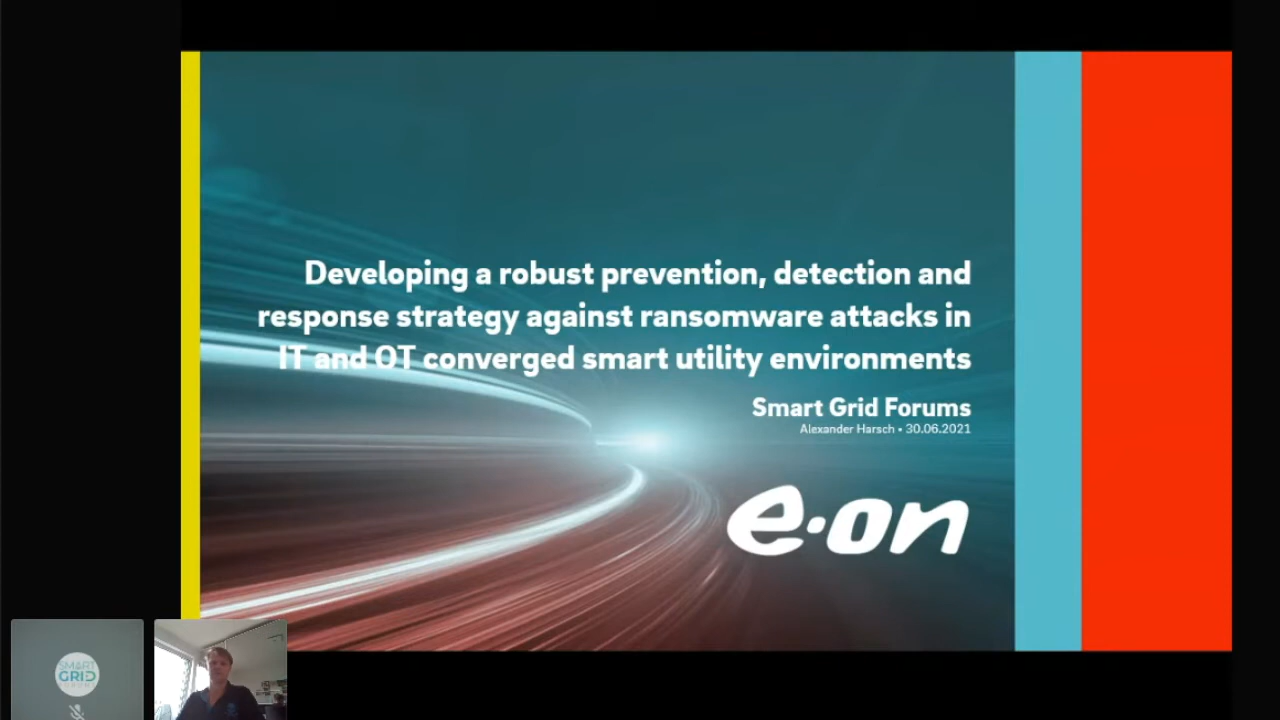 Developing a robust prevention, detection and
response strategy against ransomware attacks in
IT and OT converged smart utility environments
Smart Grid Forums
Alexander Harsch • 30.06.2021
e·on
SMART
GRID
FORUMS